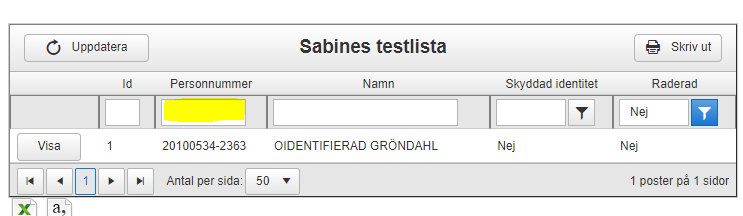 Uppdatera Sabines testlista Skriv ut
Id Personnummer Namn Skyddad identitet Raderad
Nej
Visa 1 20100534-2363 OIDENTIFIERAD GRÖNDAHL Nej Nej
1 Antal per sida: 50 1 poster på 1 sidor
X a,